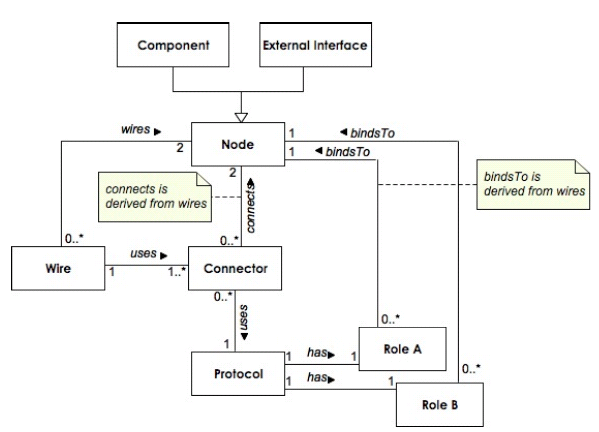 Component
External Interface
wires ▶
Node
2
1
◀ bindsTo
1
◀ bindsTo
2
connects is
derived from wires
connects ▶
bindsTo is
derived from wires
0..*
0..*
Wire
1
uses ▶
1..*
Connector
0..*
◀ uses
1
0..*
Protocol
1
has ▶
1
Role A
1
has ▶
1
0..*
Role B